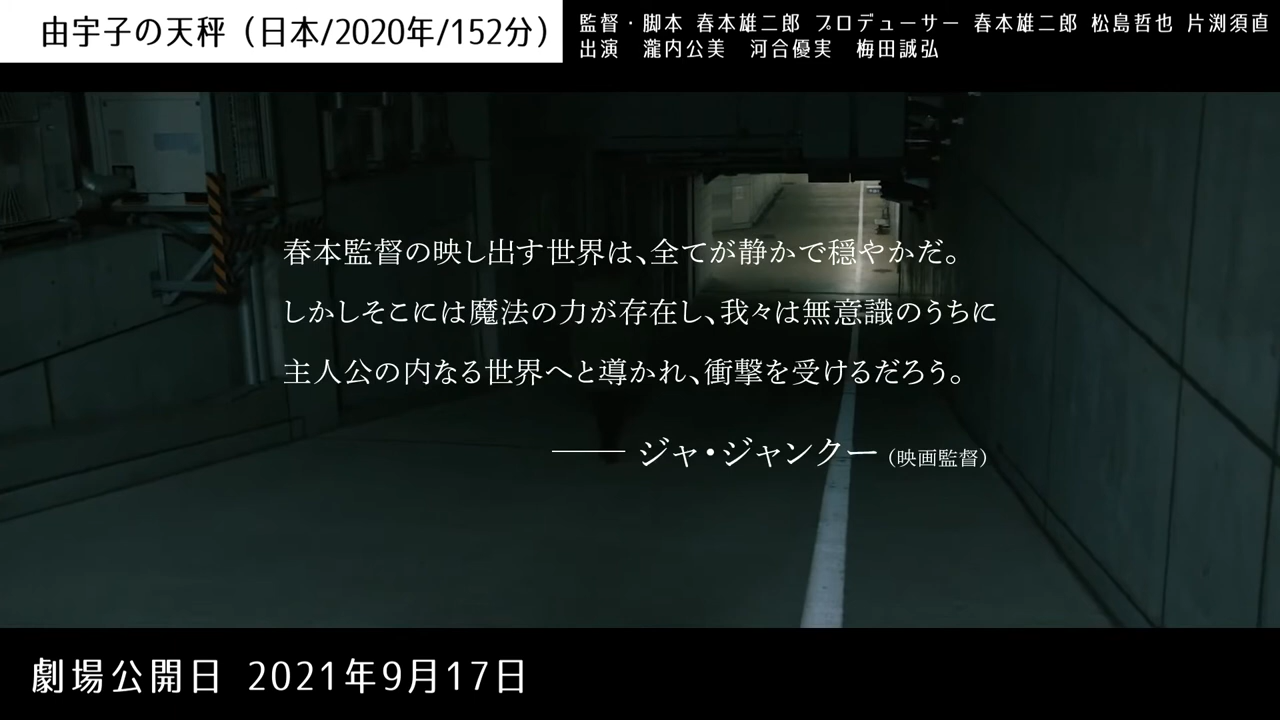 由宇子の天秤（日本/2020年/152分）
監督・脚本 春本雄二郎 プロデューサー 春本雄二郎 松島哲也 片渕須直
出演 瀧内公美 河合優実 梅田誠弘
春本監督の映し出す世界は、全てが静かで穏やかだ。
しかしそこには魔法の力が存在し、我々は無意識のうちに
主人公の内なる世界へと導かれ、衝撃を受けるだろう。
── ジャ・ジャンクー（映画監督）
劇場公開日 2021年9月17日